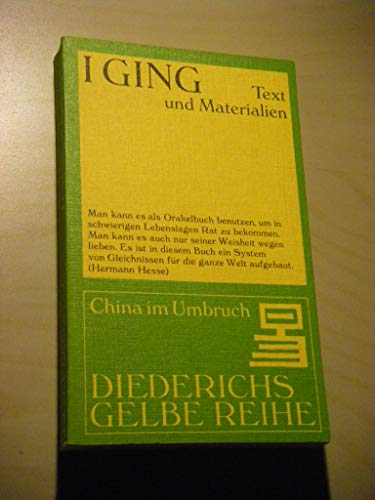 I GING
Text
und Materialien
Man kann es als Orakelbuch benutzen, um in
schwierigen Lebenslagen Rat zu bekommen.
Man kann es auch nur seiner Weisheit wegen
lieben. Es ist in diesem Buch ein System
von Gleichnissen für die ganze Welt aufgebaut.
(Hermann Hesse)
China im Umbruch
DIEDERICHS
GELBE REIHE